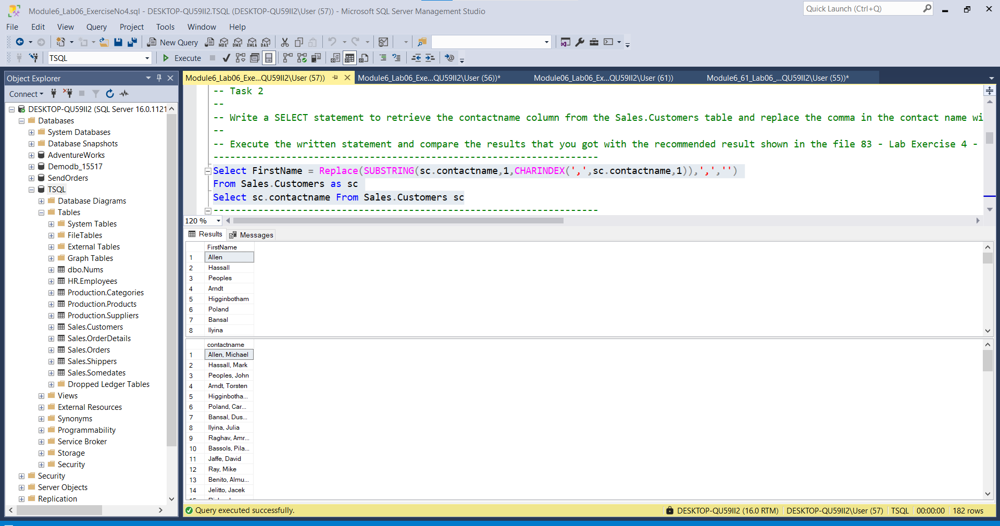 Module6_Lab06_ExerciseNo4.sql - DESKTOP-QU59II2.TSQL (DESKTOP-QU59II2\User (57)) - Microsoft SQL Server Management Studio
Quick Launch (Ctrl+Q)
File Edit View Query Project Tools Window Help
New Query
MDX DMX XMLA DAX
TSQL
Execute
Object Explorer
Module6_Lab06_Exe...QU59II2\User (57))
Module6_Lab06_Exe...QU59II2\User (56))*
Module06_Lab06_Ex...QU59II2\User (61))
Module6_61_Lab06_...QU59II2\User (55))*
Connect
DESKTOP-QU59II2 (SQL Server 16.0.1121
Databases
System Databases
Database Snapshots
AdventureWorks
Demodb_15517
SendOrders
TSQL
Database Diagrams
Tables
System Tables
FileTables
External Tables
Graph Tables
dbo.Nums
HR.Employees
Production.Categories
Production.Products
Production.Suppliers
Sales.Customers
Sales.OrderDetails
Sales.Orders
Sales.Shippers
Sales.Somedates
Dropped Ledger Tables
Views
External Resources
Synonyms
Programmability
Service Broker
Storage
Security
Security
Server Objects
Replication
-- Task 2
--
-- Write a SELECT statement to retrieve the contactname column from the Sales.Customers table and replace the comma in the contact name wi
--
-- Execute the written statement and compare the results that you got with the recommended result shown in the file 83 - Lab Exercise 4 -
---------------------------------------------------------------------
Select FirstName = Replace(SUBSTRING(sc.contactname,1,CHARINDEX(',',sc.contactname,1)),',','')
From Sales.Customers as sc
Select sc.contactname From Sales.Customers sc
---------------------------------------------------------------------
120 %
Results Messages
FirstName
1 Allen
2 Hassall
3 Peoples
4 Arndt
5 Higginbotham
6 Poland
7 Bansal
8 Ilyina
contactname
1 Allen, Michael
2 Hassall, Mark
3 Peoples, John
4 Arndt, Torsten
5 Higginbotha...
6 Poland, Car...
7 Bansal, Dus...
8 Ilyina, Julia
9 Raghav, Amr...
10 Bassols, Pila...
11 Jaffe, David
12 Ray, Mike
13 Benito, Almu...
14 Jelitto, Jacek
Query executed successfully.
DESKTOP-QU59II2 (16.0 RTM) DESKTOP-QU59II2\User (57) TSQL 00:00:00 182 rows